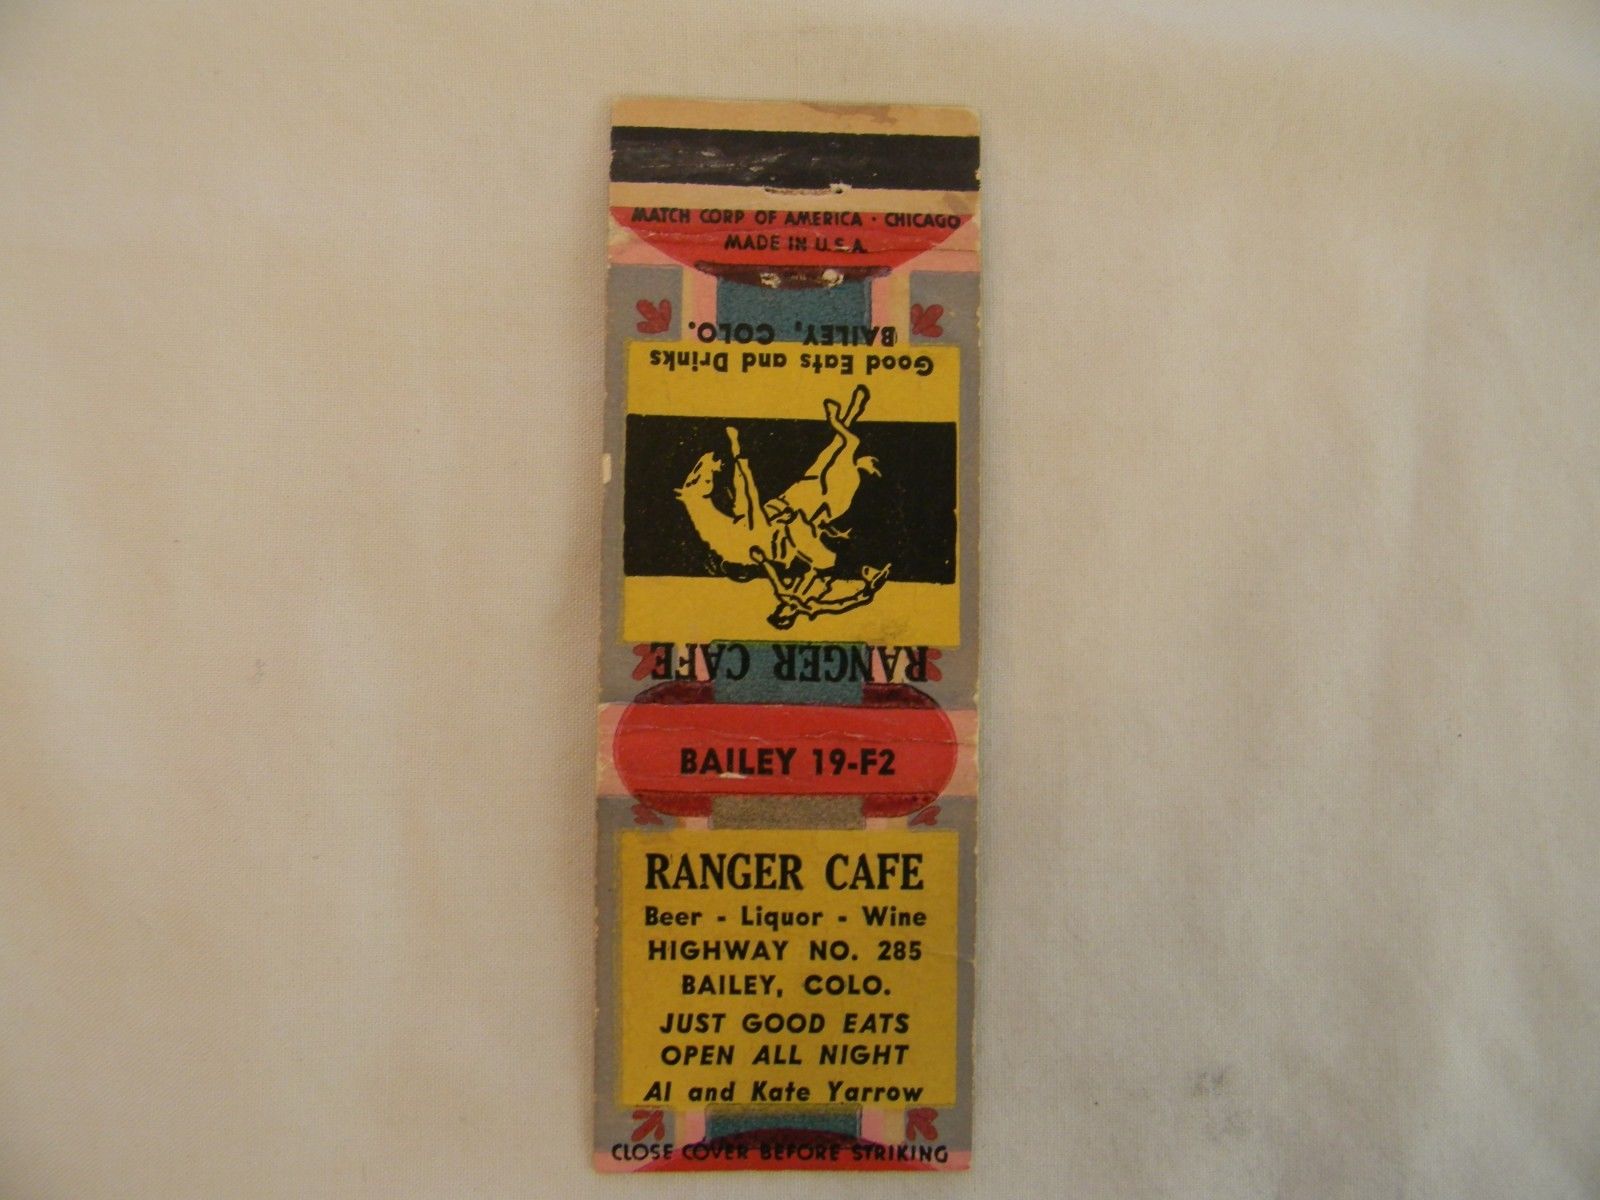 MATCH CORP OF AMERICA · CHICAGO
MADE IN U.S.A.
BAILEY, COLO.
Good Eats and Drinks
RANGER CAFE
BAILEY 19-F2
RANGER CAFE
Beer - Liquor - Wine
HIGHWAY NO. 285
BAILEY, COLO.
JUST GOOD EATS
OPEN ALL NIGHT
Al and Kate Yarrow
CLOSE COVER BEFORE STRIKING